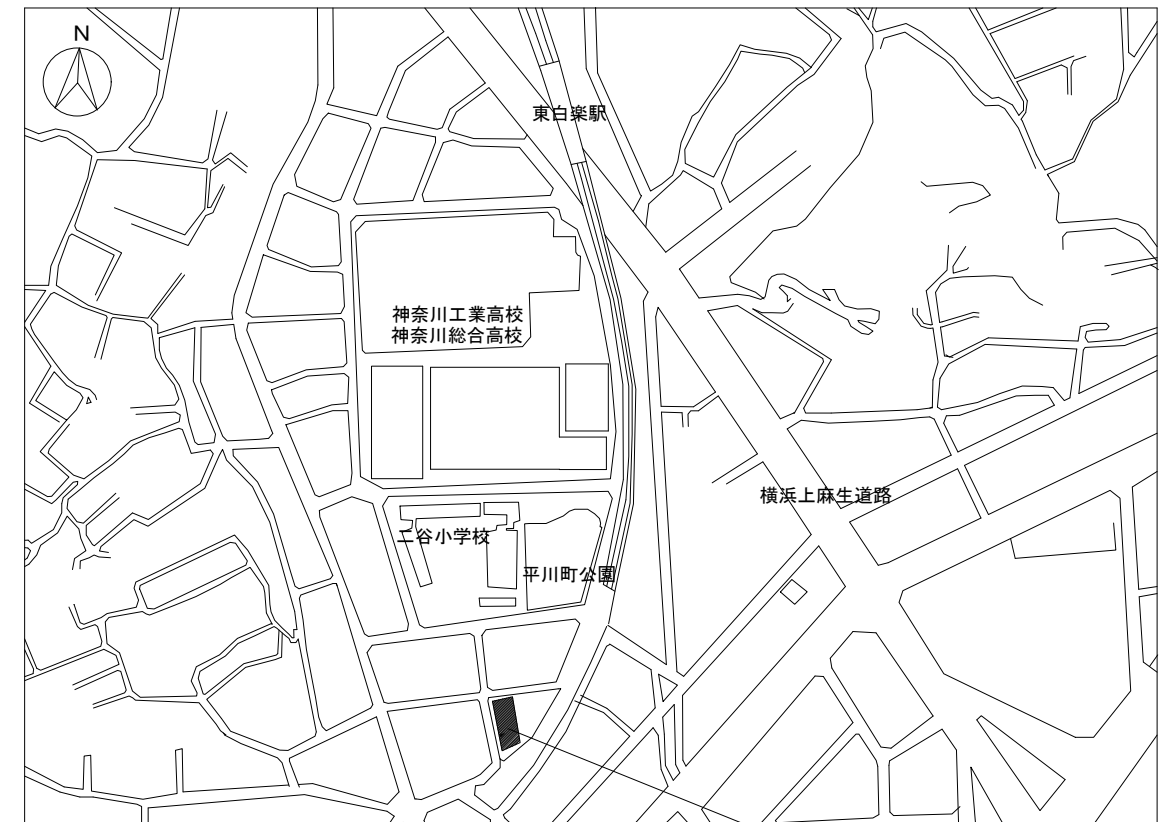 N
東白楽駅
神奈川工業高校
神奈川総合高校
横浜上麻生道路
二谷小学校
平川町公園